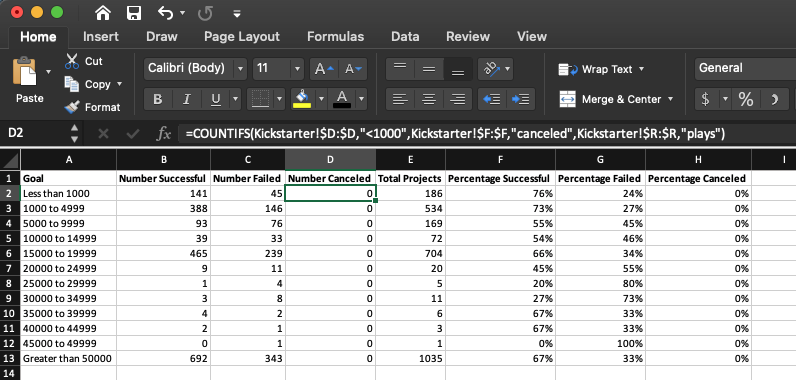 Home Insert Draw Page Layout Formulas Data Review View
Paste
Cut
Copy
Format
Calibri (Body) 11 A A
B I U A
Wrap Text
Merge & Center
General
$ % )
D2 fx =COUNTIFS(Kickstarter!$D:$D,"<1000",Kickstarter!$F:$F,"canceled",Kickstarter!$R:$R,"plays")
A B C D E F G H I
1 Goal Number Successful Number Failed Number Canceled Total Projects Percentage Successful Percentage Failed Percentage Canceled
2 Less than 1000 141 45 0 186 76% 24% 0%
3 1000 to 4999 388 146 0 534 73% 27% 0%
4 5000 to 9999 93 76 0 169 55% 45% 0%
5 10000 to 14999 39 33 0 72 54% 46% 0%
6 15000 to 19999 465 239 0 704 66% 34% 0%
7 20000 to 24999 9 11 0 20 45% 55% 0%
8 25000 to 29999 1 4 0 5 20% 80% 0%
9 30000 to 34999 3 8 0 11 27% 73% 0%
10 35000 to 39999 4 2 0 6 67% 33% 0%
11 40000 to 44999 2 1 0 3 67% 33% 0%
12 45000 to 49999 0 1 0 1 0% 100% 0%
13 Greater than 50000 692 343 0 1035 67% 33% 0%
14